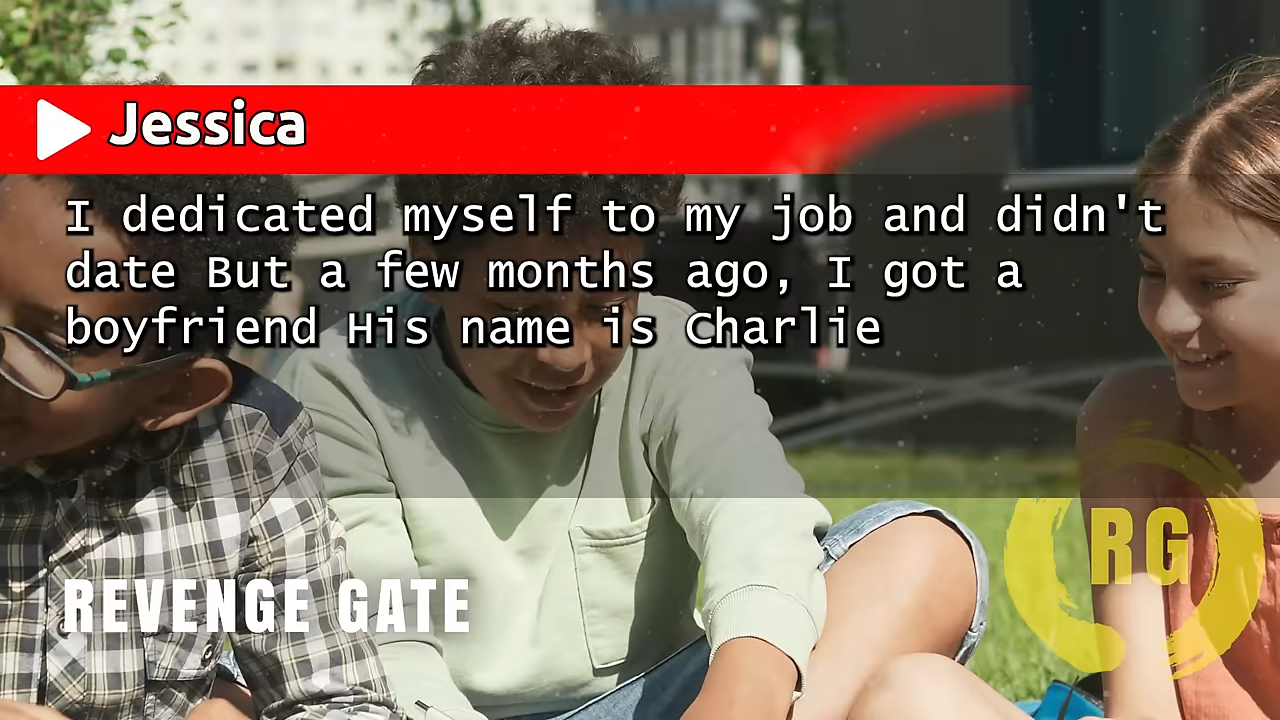 Jessica
I dedicated myself to my job and didn't
date But a few months ago, I got a
boyfriend His name is Charlie
RG
REVENGE GATE